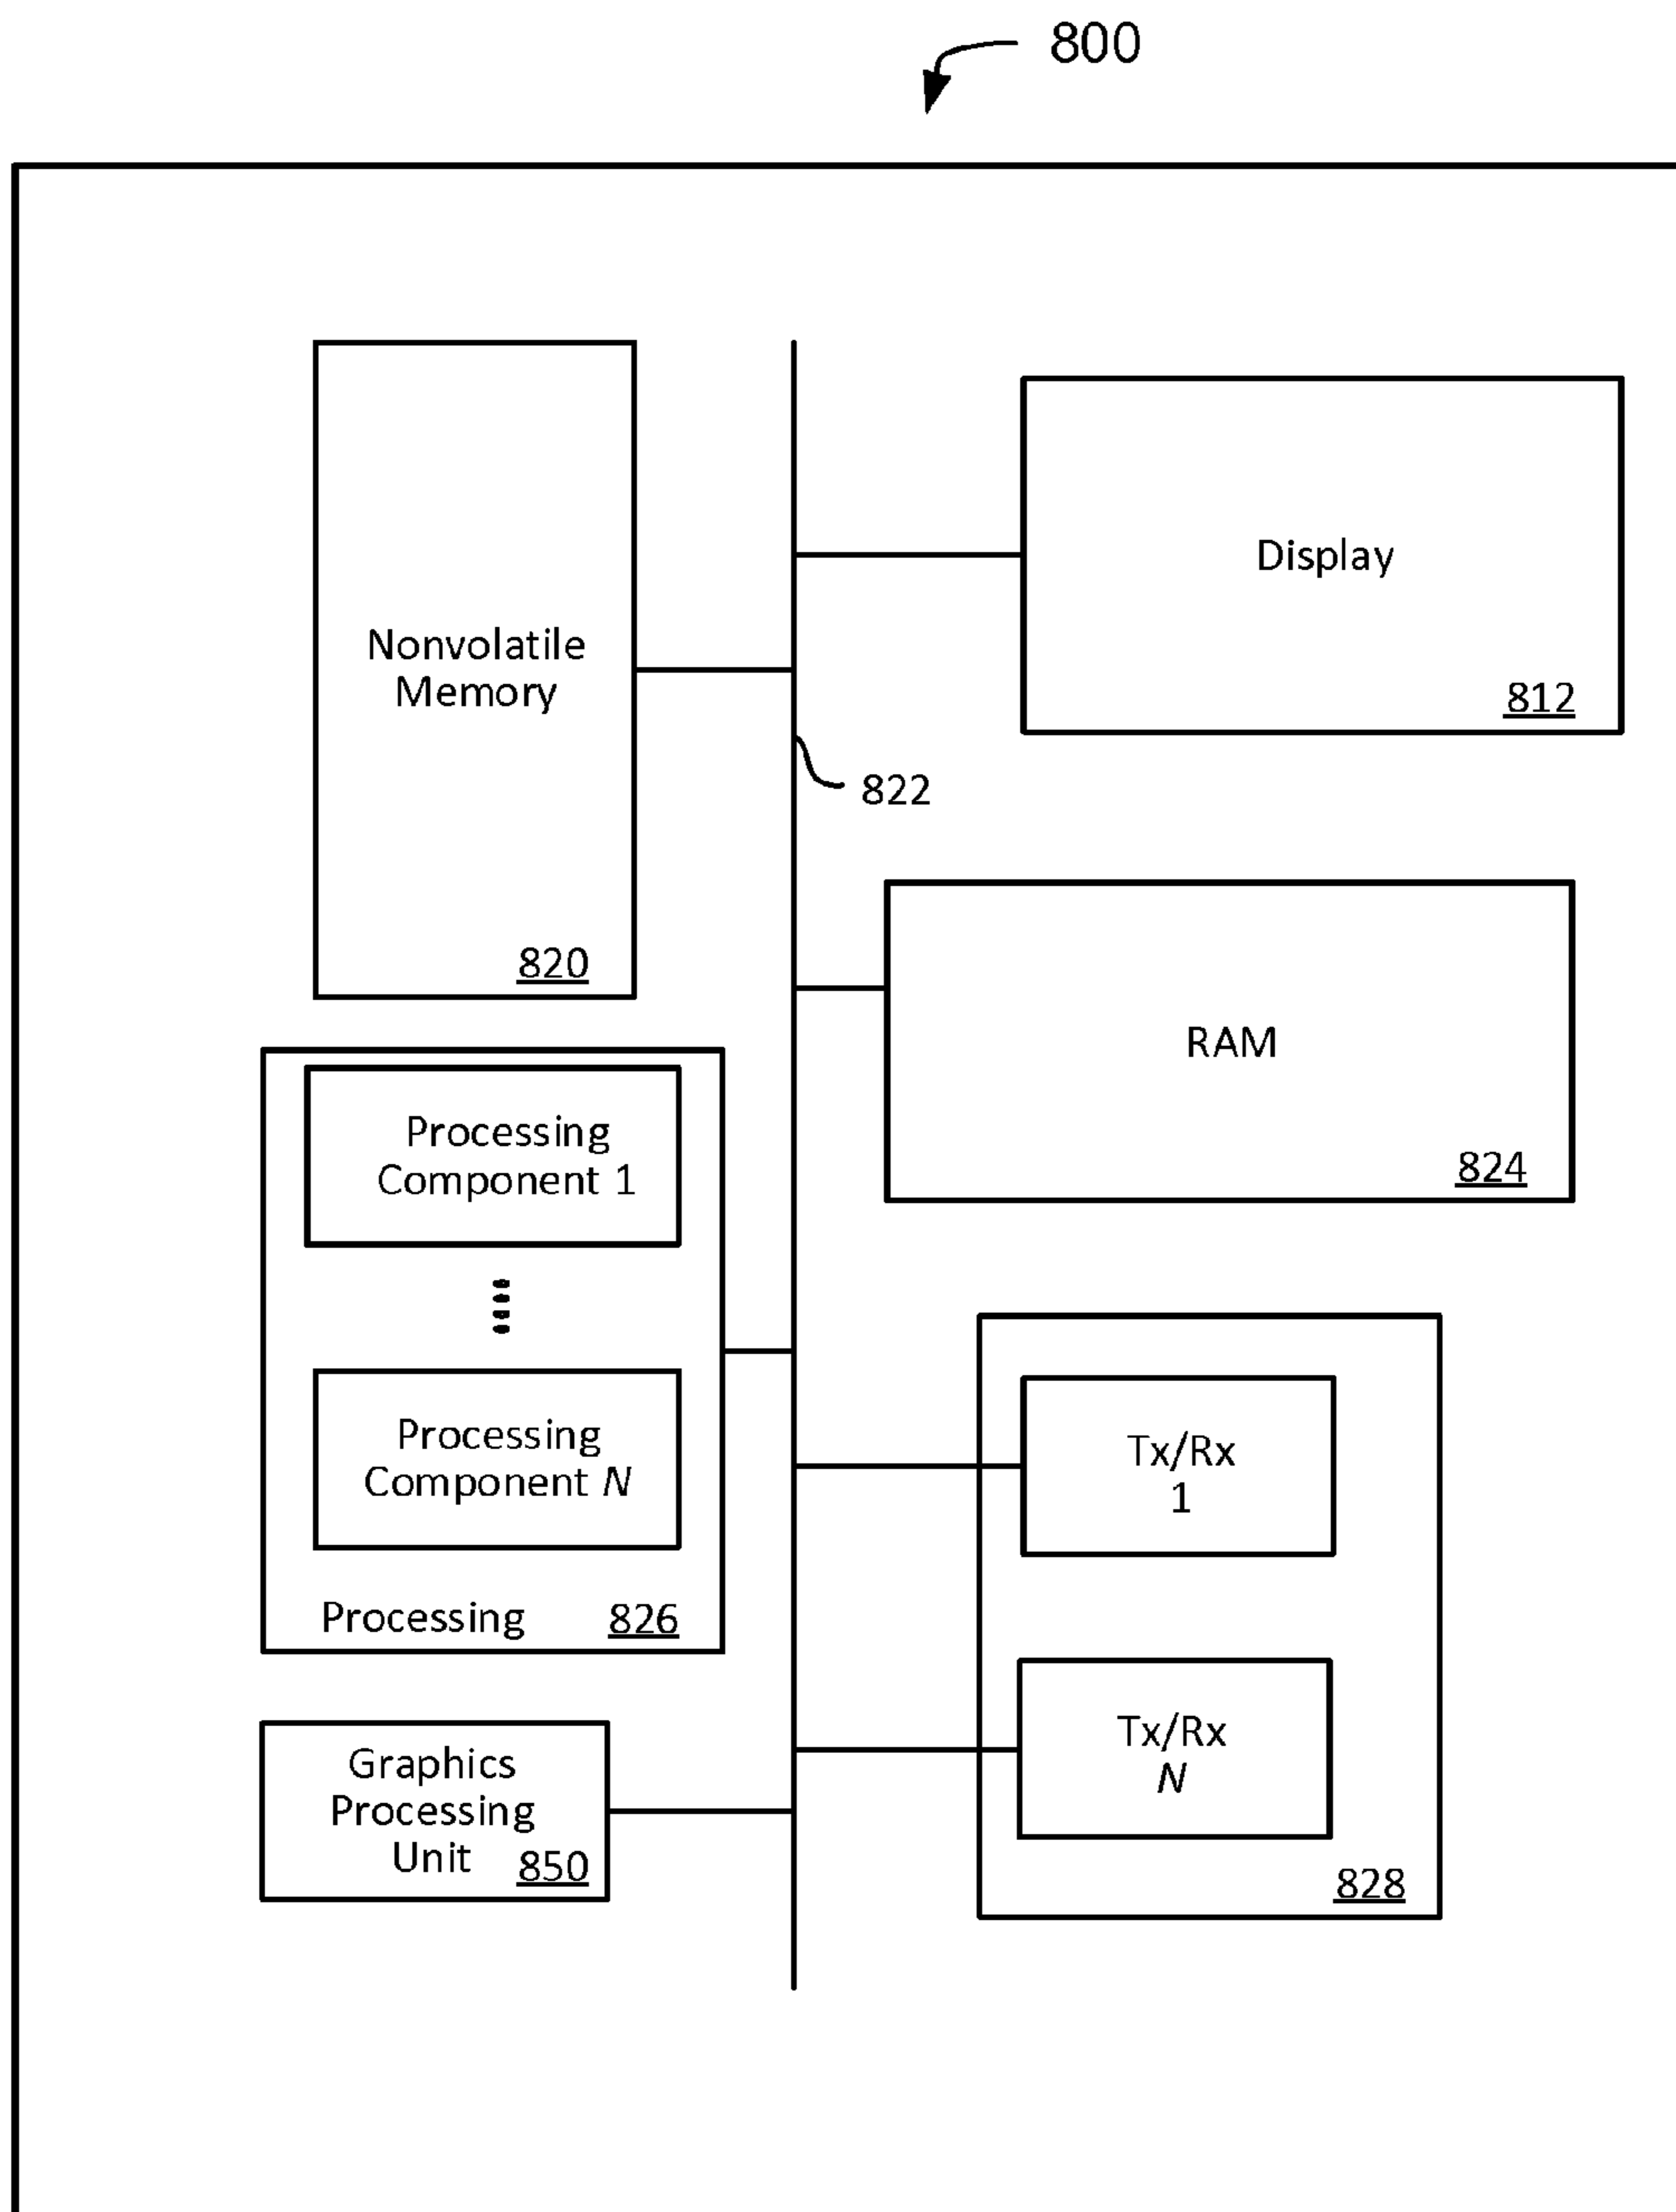 800
Nonvolatile
Memory
820
Display
812
822
RAM
824
Processing
Component 1
Processing
Component N
Processing 826
Tx/Rx
1
Tx/Rx
N
828
Graphics
Processing
Unit 850